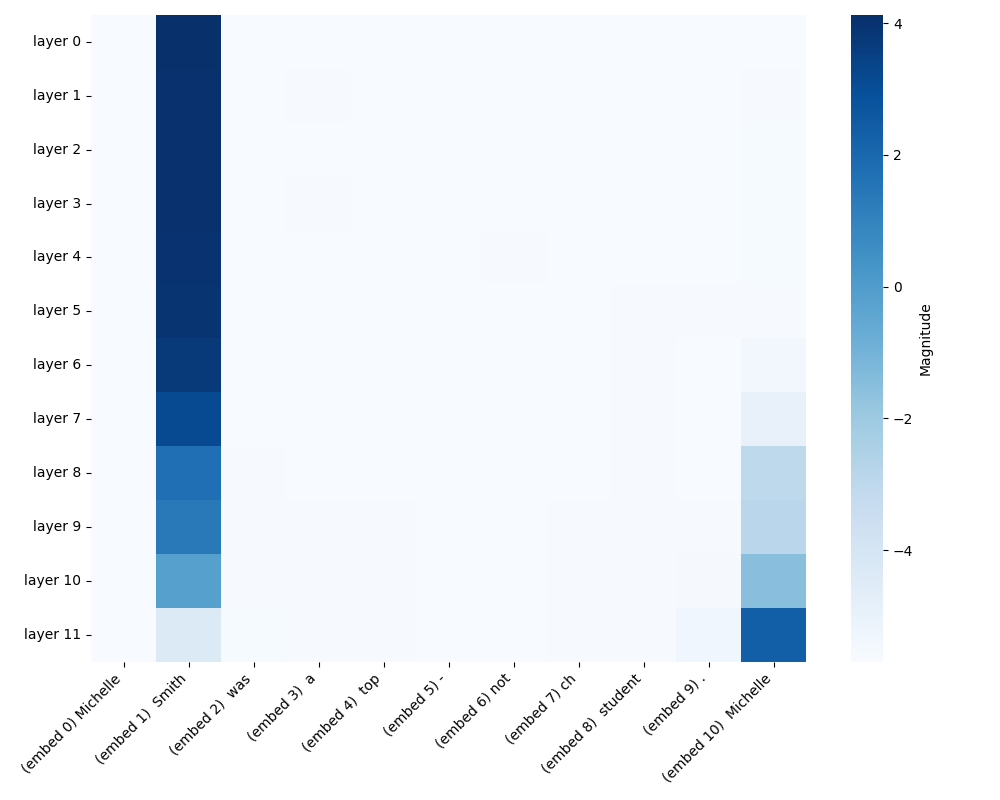 layer 0
layer 1
layer 2
layer 3
layer 4
layer 5
layer 6
layer 7
layer 8
layer 9
layer 10
layer 11
(embed 0) Michelle
(embed 1)  Smith
(embed 2)  was
(embed 3)  a
(embed 4)  top
(embed 5) -
(embed 6) not
(embed 7) ch
(embed 8)  student
(embed 9) .
(embed 10)  Michelle
4
2
0
−2
−4
Magnitude